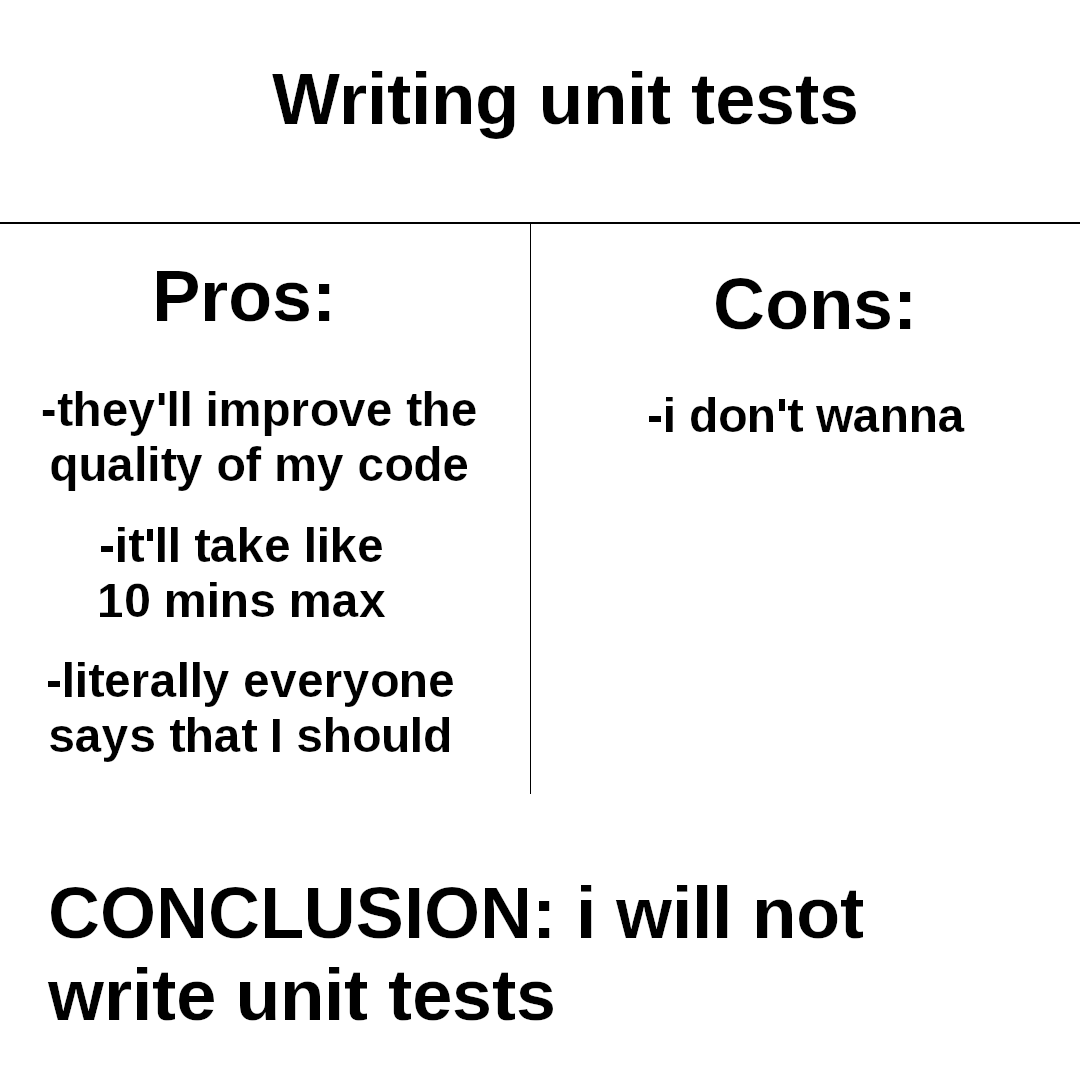 Writing unit tests
Pros:
-they'll improve the
quality of my code
-it'll take like
10 mins max
-literally everyone
says that I should
Cons:
-i don't wanna
CONCLUSION: i will not
write unit tests